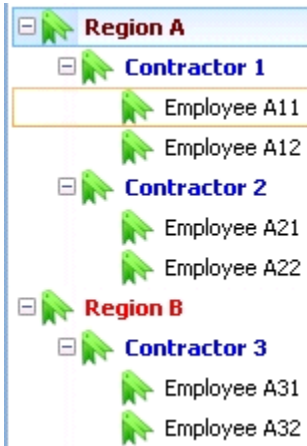 Region A
Contractor 1
Employee A11
Employee A12
Contractor 2
Employee A21
Employee A22
Region B
Contractor 3
Employee A31
Employee A32